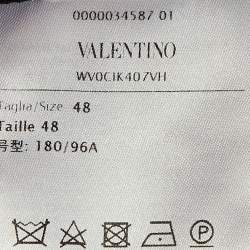 0000034587 01
VALENTINO
WV0CIK407VH
Taglia/Size 48
Taille 48
号型: 180/96A
P